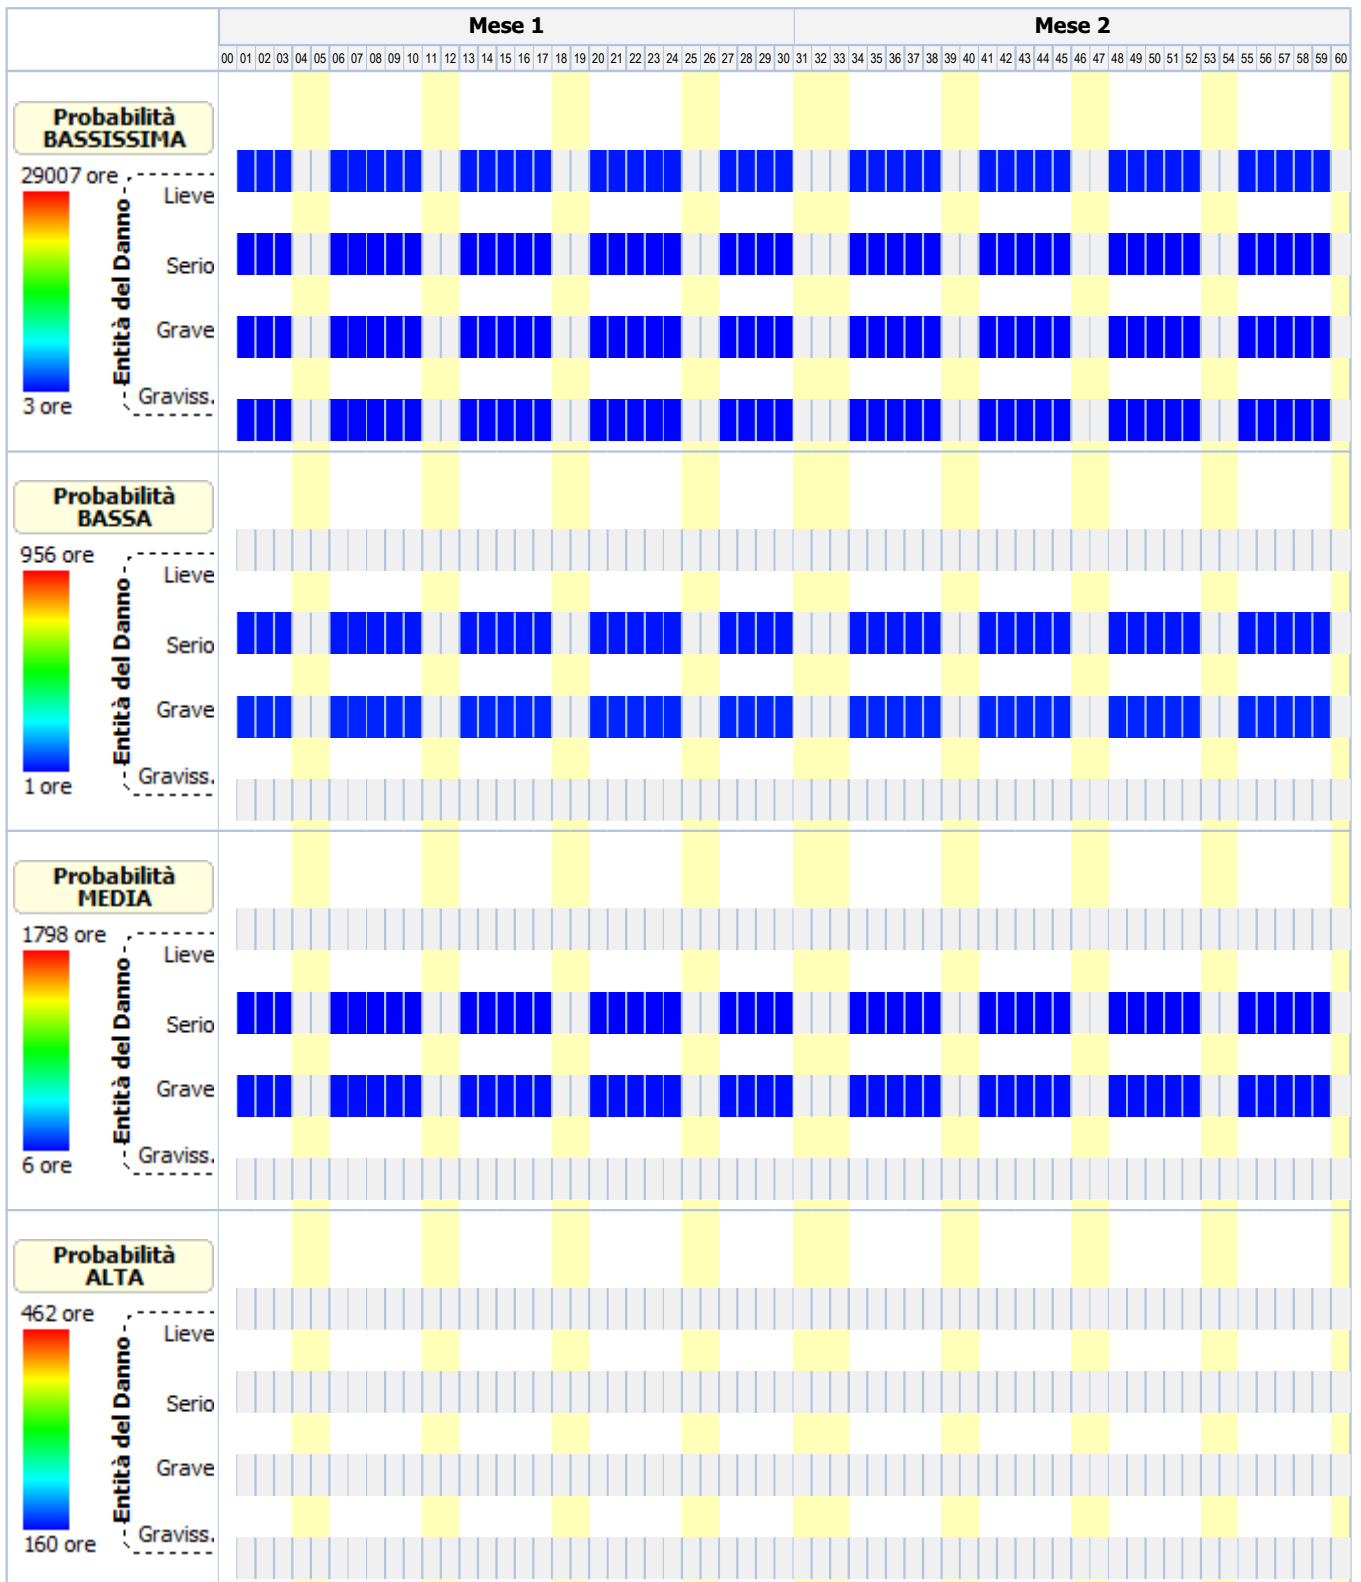 Mese 1 Mese 2
00 01 02 03 04 05 06 07 08 09 10 11 12 13 14 15 16 17 18 19 20 21 22 23 24 25 26 27 28 29 30 31 32 33 34 35 36 37 38 39 40 41 42 43 44 45 46 47 48 49 50 51 52 53 54 55 56 57 58 59 60
Probabilità
BASSISSIMA
29007 ore
Entità del Danno
Lieve
Serio
Grave
Graviss.
3 ore
Probabilità
BASSA
956 ore
Entità del Danno
Lieve
Serio
Grave
Graviss.
1 ore
Probabilità
MEDIA
1798 ore
Entità del Danno
Lieve
Serio
Grave
Graviss.
6 ore
Probabilità
ALTA
462 ore
Entità del Danno
Lieve
Serio
Grave
Graviss.
160 ore